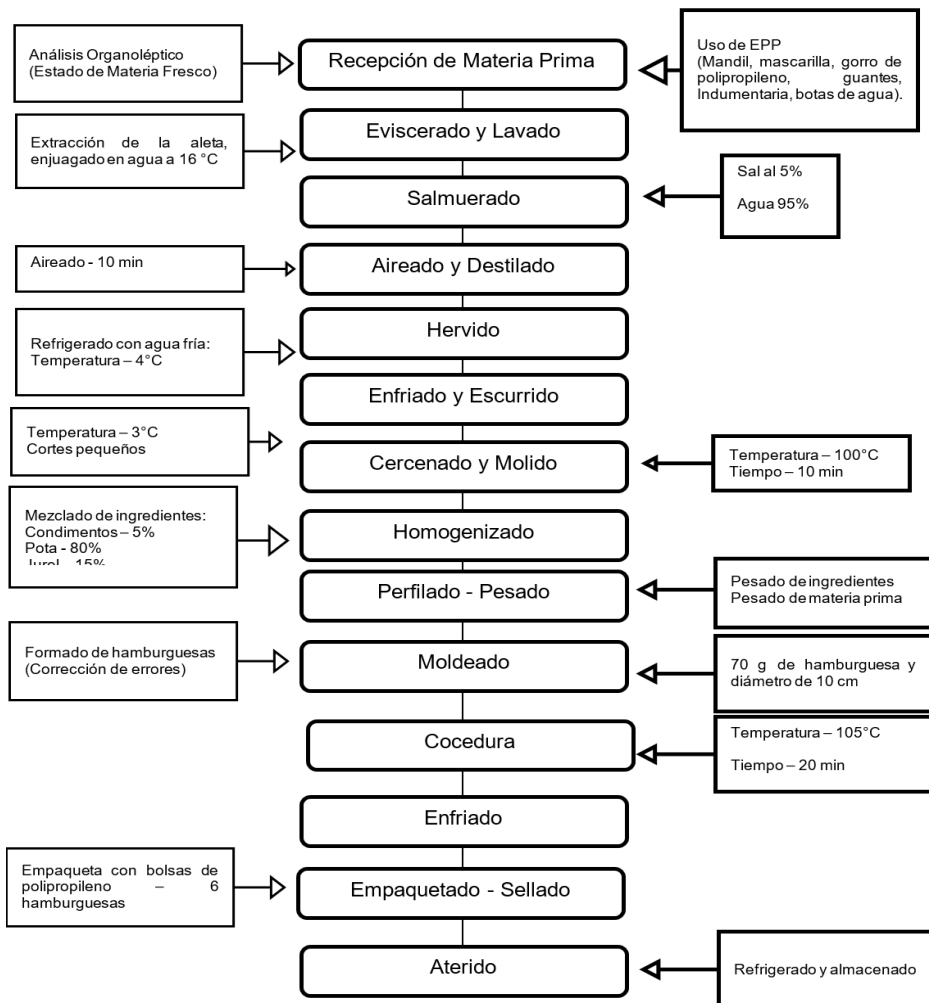 Análisis Organoléptico
(Estado de Materia Fresco)
Recepción de Materia Prima
Uso de EPP
(Mandil, mascarilla, gorro de
polipropileno, guantes,
Indumentaria, botas de agua).
Extracción de la aleta,
enjuagado en agua a 16 °C
Eviscerado y Lavado
Salmuerado
Sal al 5%
Agua 95%
Aireado - 10 min
Aireado y Destilado
Refrigerado con agua fría:
Temperatura – 4°C
Hervido
Enfriado y Escurrido
Temperatura – 3°C
Cortes pequeños
Cercenado y Molido
Temperatura – 100°C
Tiempo – 10 min
Mezclado de ingredientes:
Condimentos – 5%
Pota - 80%
Jurel – 15%
Homogenizado
Perfilado - Pesado
Pesado de ingredientes
Pesado de materia prima
Formado de hamburguesas
(Corrección de errores)
Moldeado
70 g de hamburguesa y
diámetro de 10 cm
Cocedura
Temperatura – 105°C
Tiempo – 20 min
Enfriado
Empaqueta con bolsas de
polipropileno – 6
hamburguesas
Empaquetado - Sellado
Aterido
Refrigerado y almacenado